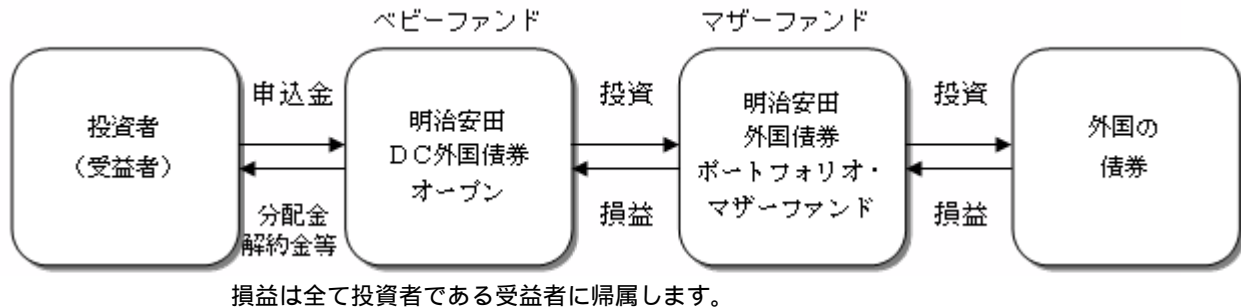 ベビーファンド
マザーファンド
投資者
（受益者）
申込金
分配金
解約金等
明治安田
ＤＣ外国債券
オープン
投資
損益
明治安田
外国債券
ポートフォリオ・
マザーファンド
投資
損益
外国の
債券
損益は全て投資者である受益者に帰属します。